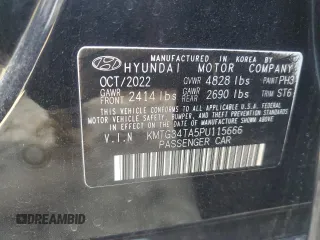 MANUFACTURED BY
HYUNDAI MOTOR COMPANY
OCT/2022 GVWR 4828 lbs PAINT PH3
GAWR FRONT 2414 lbs GAWR REAR 2690 lbs TRIM ST6
THIS VEHICLE CONFORMS TO ALL APPLICABLE
FEDERAL MOTOR VEHICLE SAFETY, BUMPER, AND
THEFT PREVENTION STANDARDS IN EFFECT ON THE
DATE OF MANUFACTURE SHOWN ABOVE.
V.I.N KMTG34TA5PU115666
PASSENGER CAR
© DREAMBID